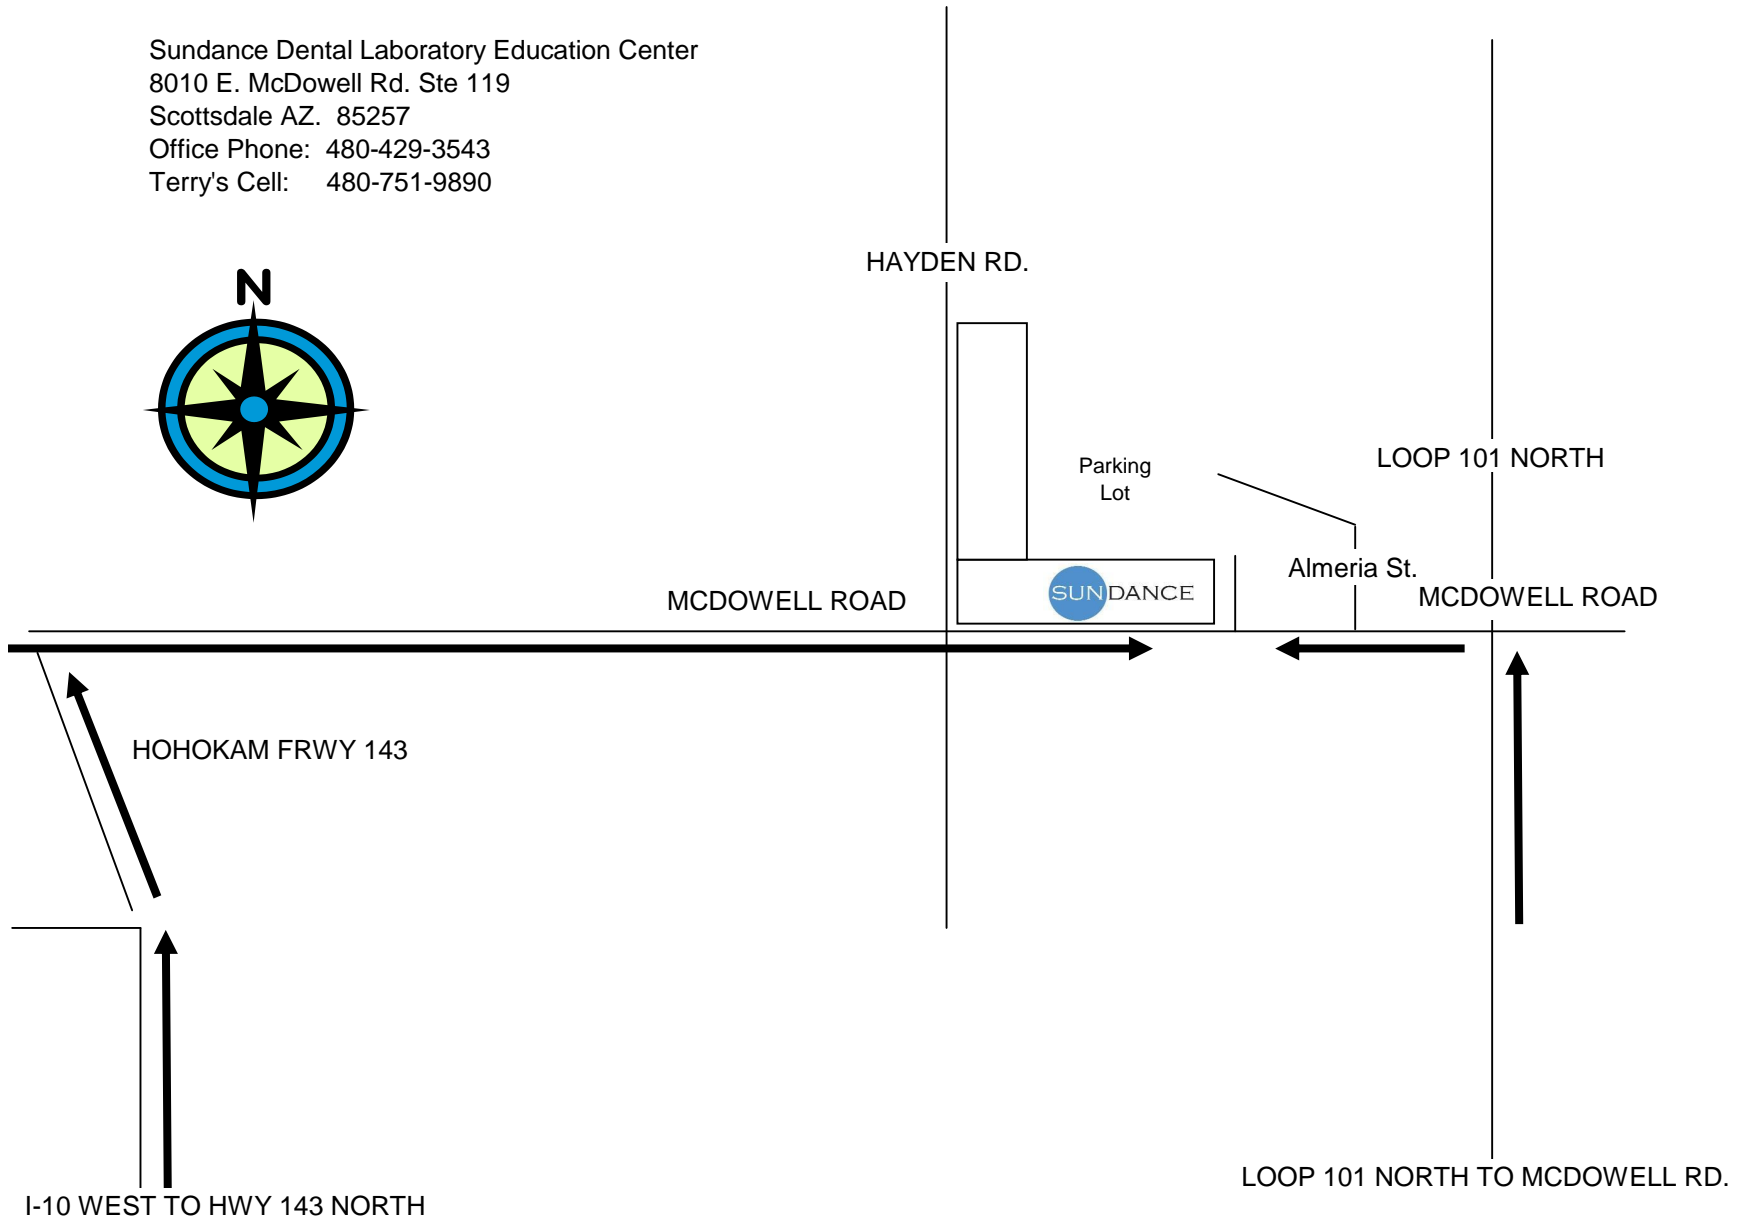 Sundance Dental Laboratory Education Center
8010 E. McDowell Rd. Ste 119
Scottsdale AZ.  85257
Office Phone:  480-429-3543
Terry's Cell:     480-751-9890
N
HAYDEN RD.
Parking
Lot
LOOP 101 NORTH
Almeria St.
SUNDANCE
MCDOWELL ROAD
MCDOWELL ROAD
HOHOKAM FRWY 143
LOOP 101 NORTH TO MCDOWELL RD.
I-10 WEST TO HWY 143 NORTH